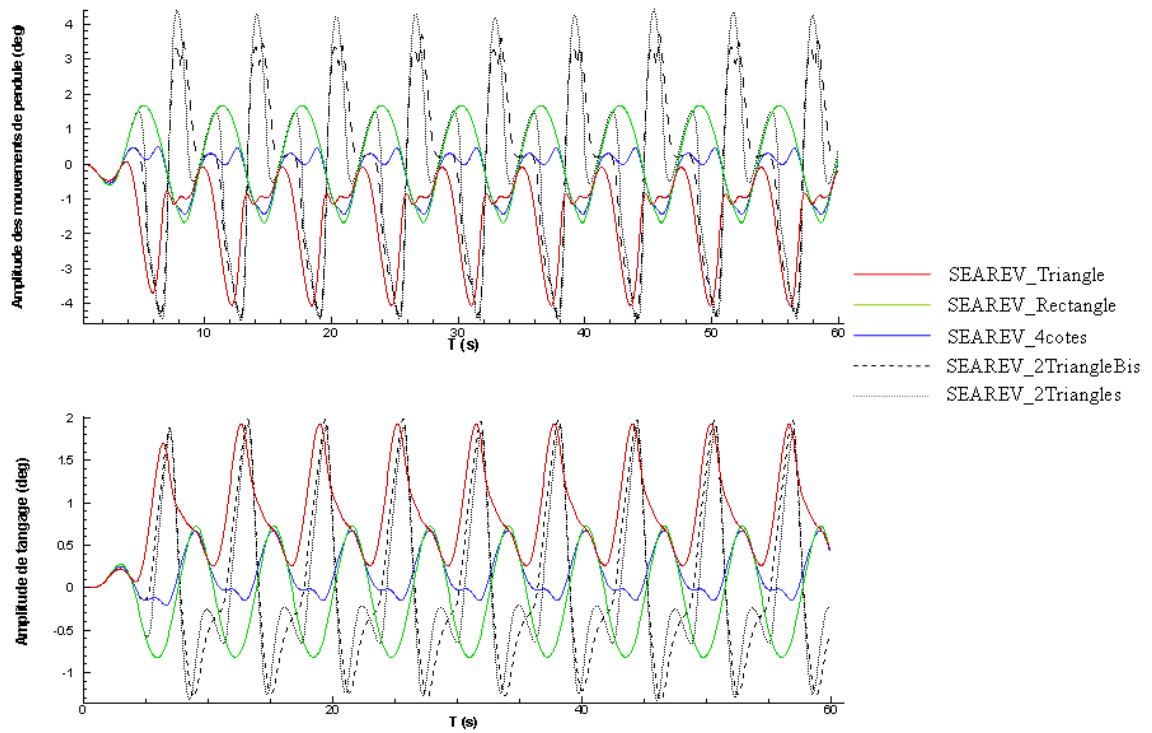 Amplitude des mouvements de pendule (deg)
4
3
2
1
0
-1
-2
-3
-4
10
20
30
40
50
60
T (s)
SEAREV_Triangle
SEAREV_Rectangle
SEAREV_4cotes
SEAREV_2TriangleBis
SEAREV_2Triangles
Amplitude de tangage (deg)
2
1.5
1
0.5
0
-0.5
-1
0
20
40
60
T (s)